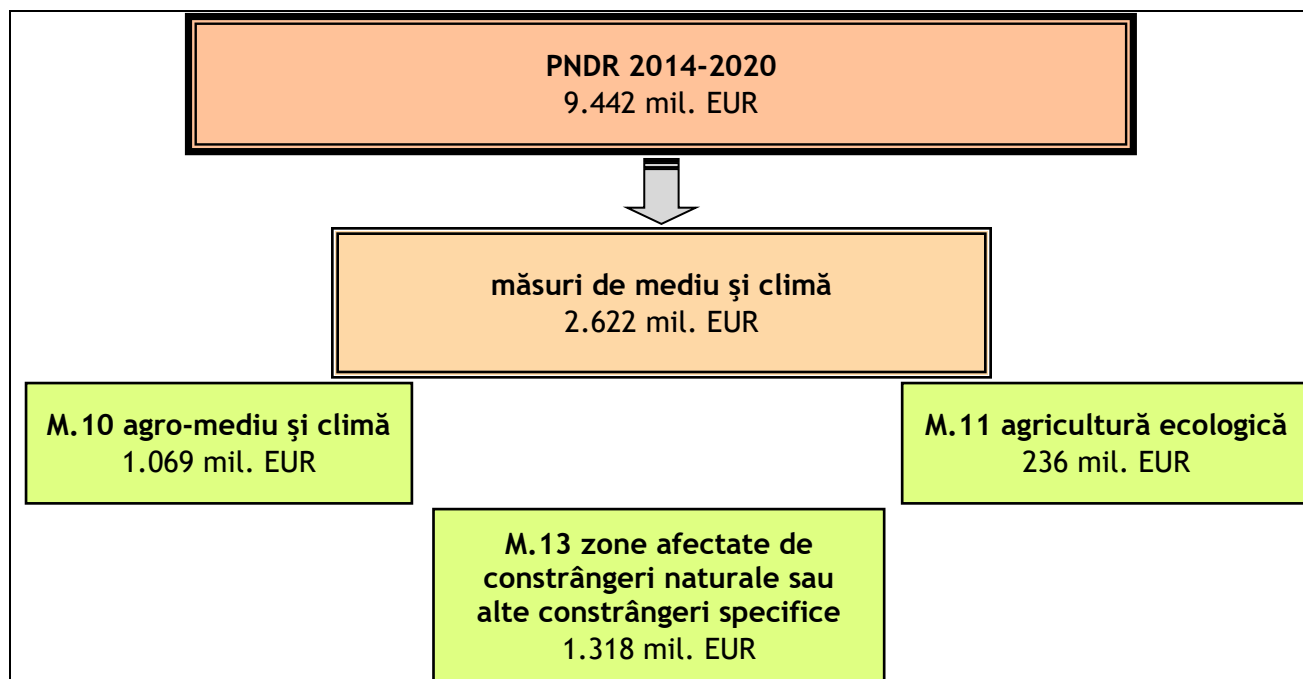 PNDR 2014-2020
9.442 mil. EUR
măsuri de mediu şi climă
2.622 mil. EUR
M.10 agro-mediu şi climă
1.069 mil. EUR
M.11 agricultură ecologică
236 mil. EUR
M.13 zone afectate de
constrângeri naturale sau
alte constrângeri specifice
1.318 mil. EUR